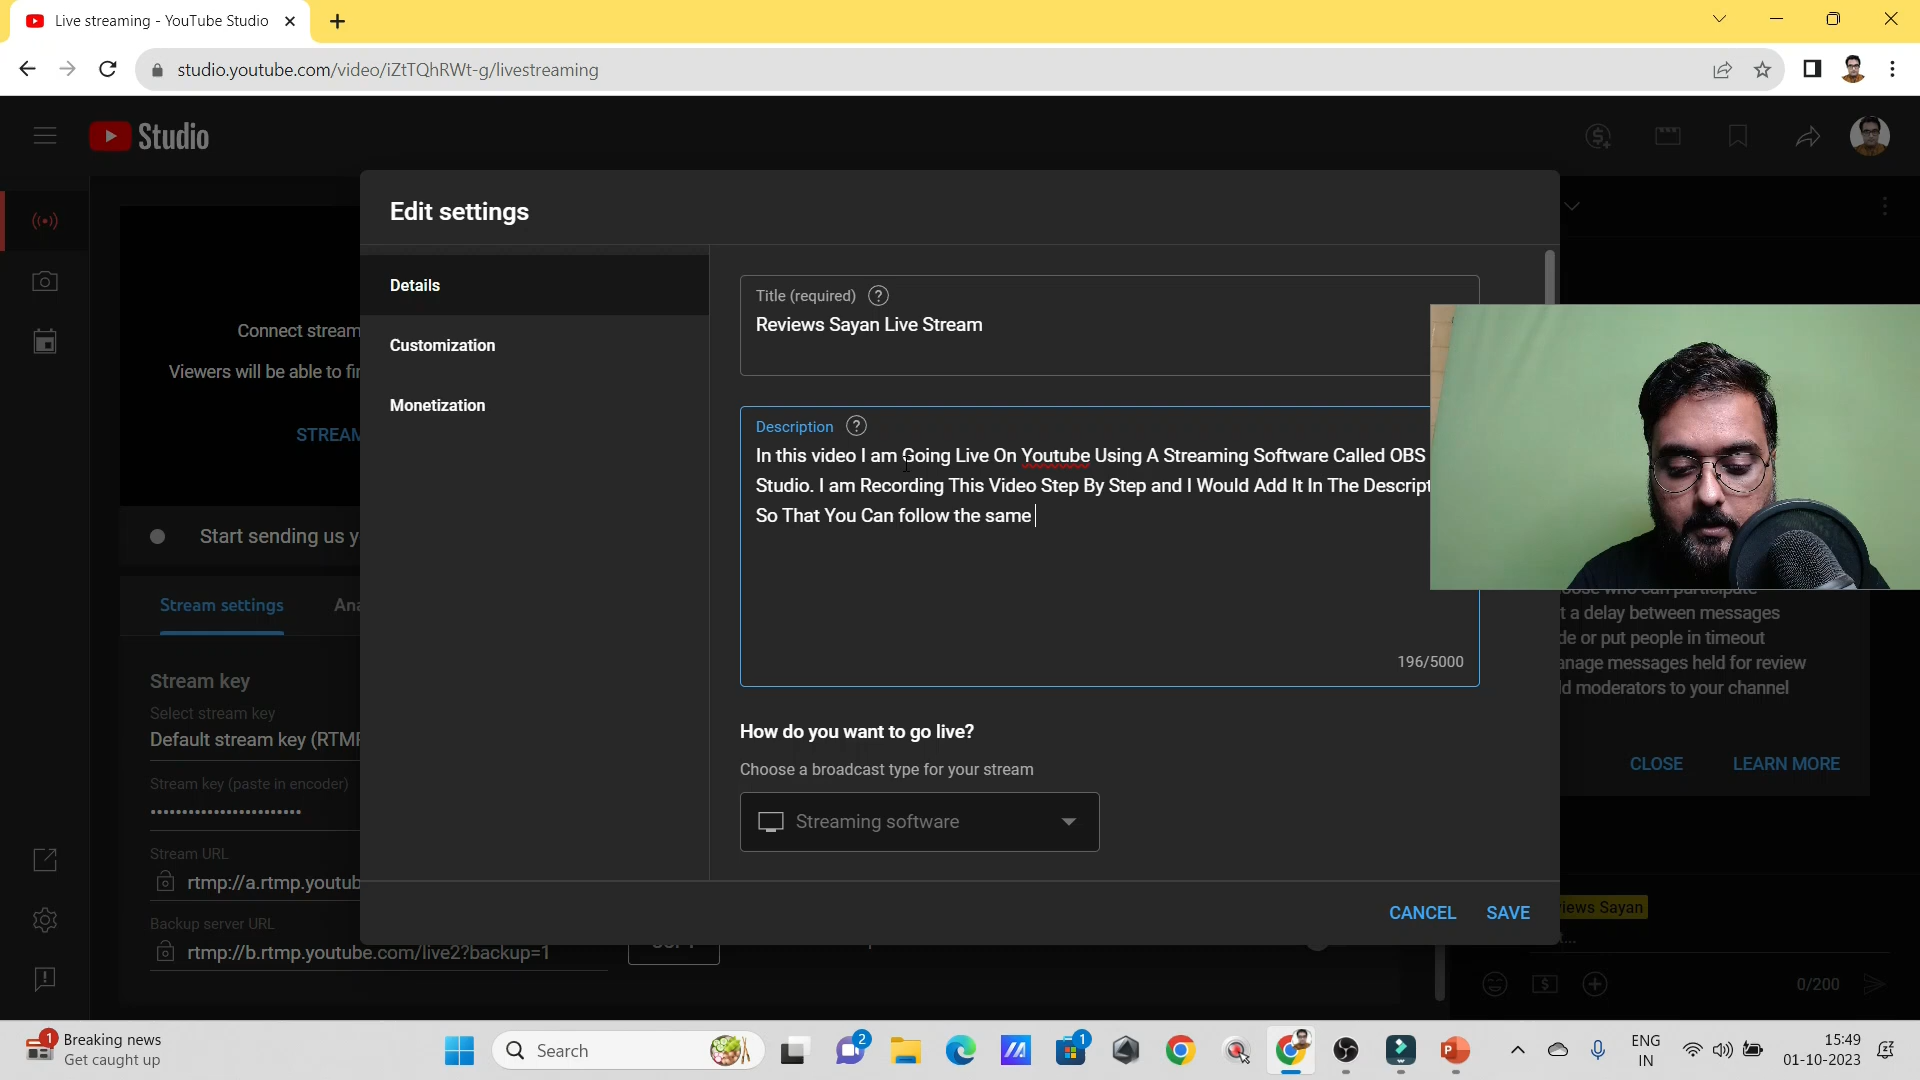 Live streaming - YouTube Studio
studio.youtube.com/video/iZtTQhRWt-g/livestreaming
Studio
Edit settings
Details
Customization
Monetization
Title (required)
Reviews Sayan Live Stream
Description
In this video I am Going Live On Youtube Using A Streaming Software Called OBS
Studio. I am Recording This Video Step By Step and I Would Add It In The Descript
So That You Can follow the same
196/5000
How do you want to go live?
Choose a broadcast type for your stream
Streaming software
CANCEL
SAVE
Connect stream
Viewers will be able to fi
STREAM
Start sending us y
Stream settings
Ana
Stream key
Select stream key
Default stream key (RTMP
Stream key (paste in encoder)
••••••••••••••••••••••••
Stream URL
rtmp://a.rtmp.youtub
Backup server URL
rtmp://b.rtmp.youtube.com/live2?backup=1
who can participate
t a delay between messages
de or put people in timeout
anage messages held for review
d moderators to your channel
CLOSE
LEARN MORE
iews Sayan
0/200
1
Breaking news
Get caught up
Search
2
1
ENG
IN
15:49
01-10-2023